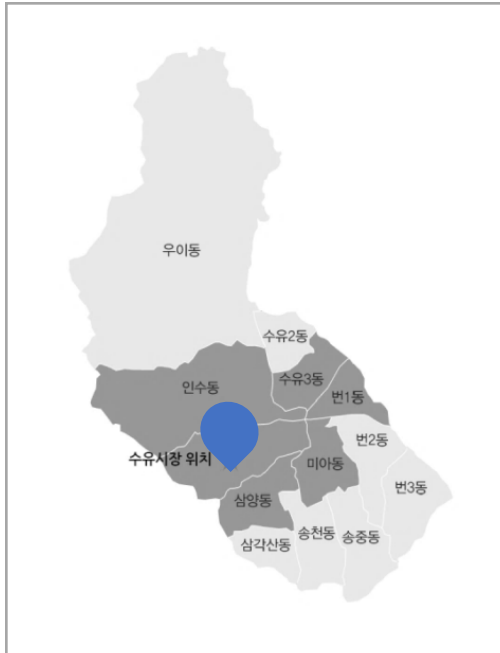 우이동
수유2동
수유3동
인수동
번1동
번2동
수유시장 위치
미아동
번3동
삼양동
송천동
송중동
삼각산동